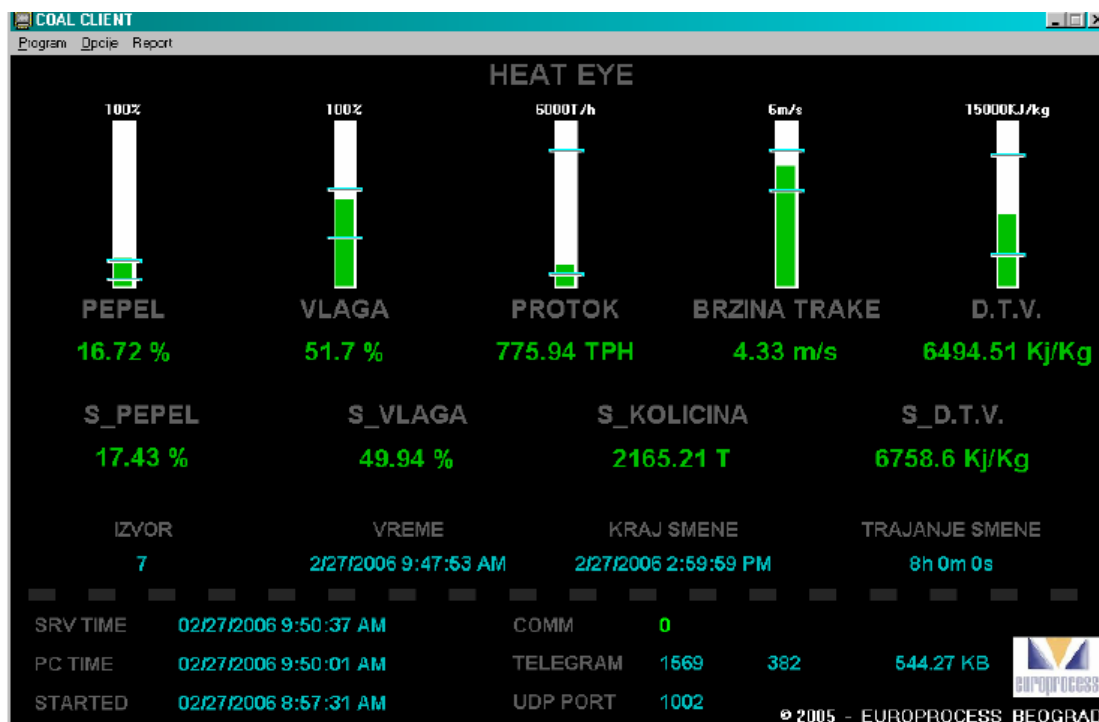 COAL CLIENT
Program Opcije Report
HEAT EYE
100% 100% 6000T/h 6m/s 15000KJ/kg
PEPEL VLAGA PROTOK BRZINA TRAKE D.T.V.
16.72 % 51.7 % 775.94 TPH 4.33 m/s 6494.51 Kj/Kg
S_PEPEL S_VLAGA S_KOLICINA S_D.T.V.
17.43 % 49.94 % 2165.21 T 6758.6 Kj/Kg
IZVOR VREME KRAJ SMENE TRAJANJE SMENE
7 2/27/2006 9:47:53 AM 2/27/2006 2:59:59 PM 8h 0m 0s
SRV TIME 02/27/2006 9:50:37 AM COMM 0
PC TIME 02/27/2006 9:50:01 AM TELEGRAM 1569 382 544.27 KB
STARTED 02/27/2006 8:57:31 AM UDP PORT 1002
europrocess
© 2005 - EUROPROCESS BEOGRAD